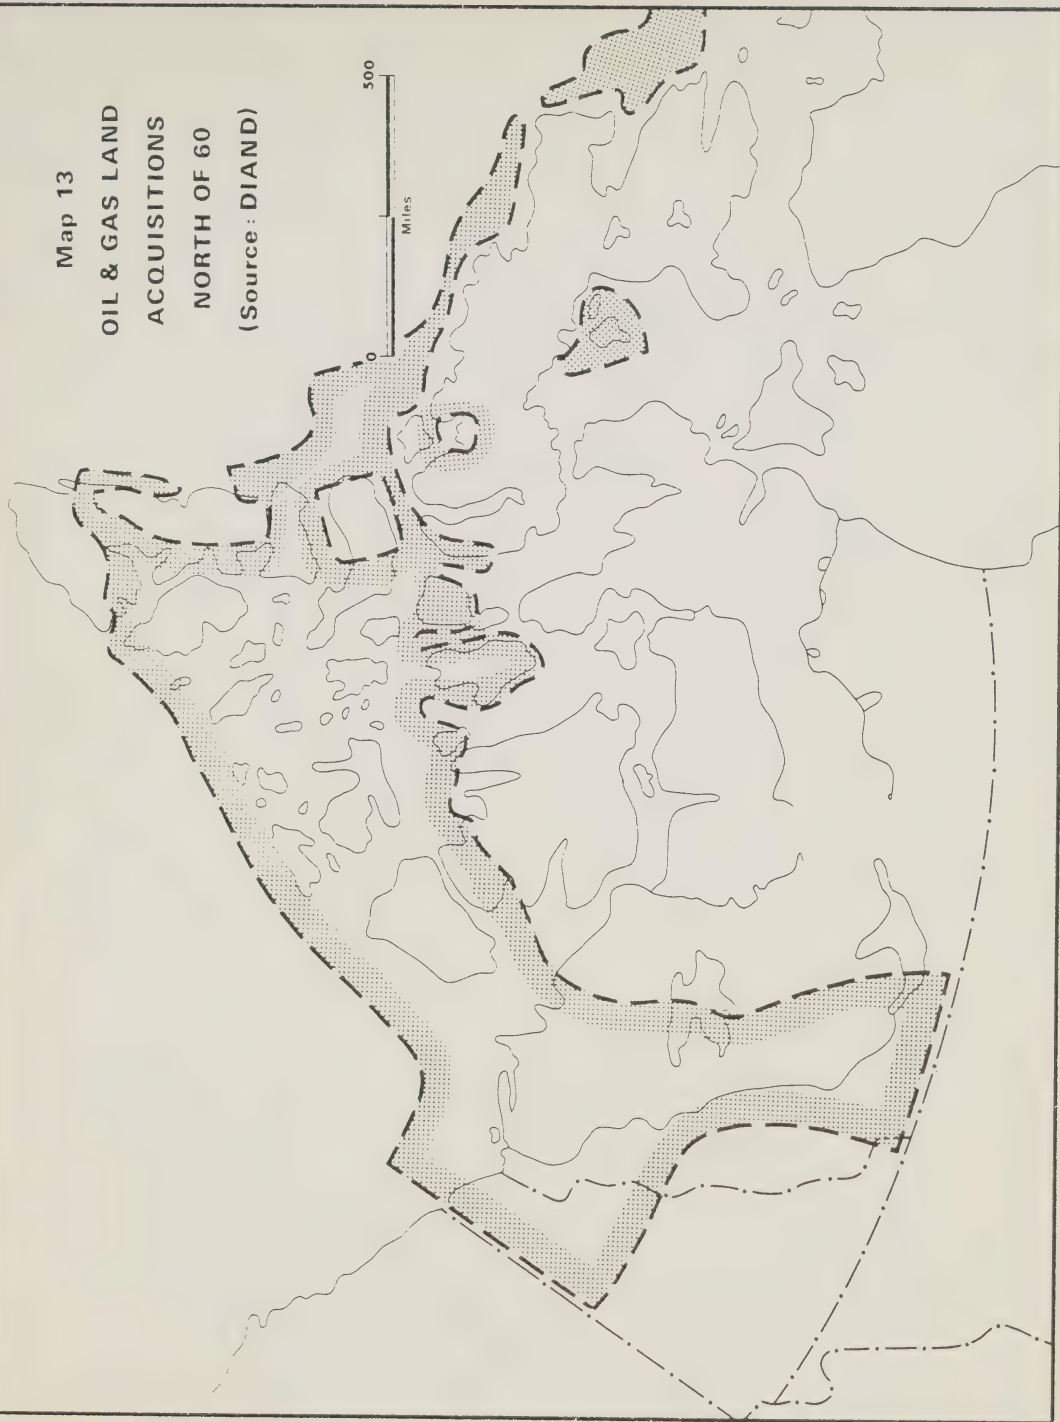 Map 13
OIL & GAS LAND
ACQUISITIONS
NORTH OF 60
(Source: DIAND)
0 500
Miles